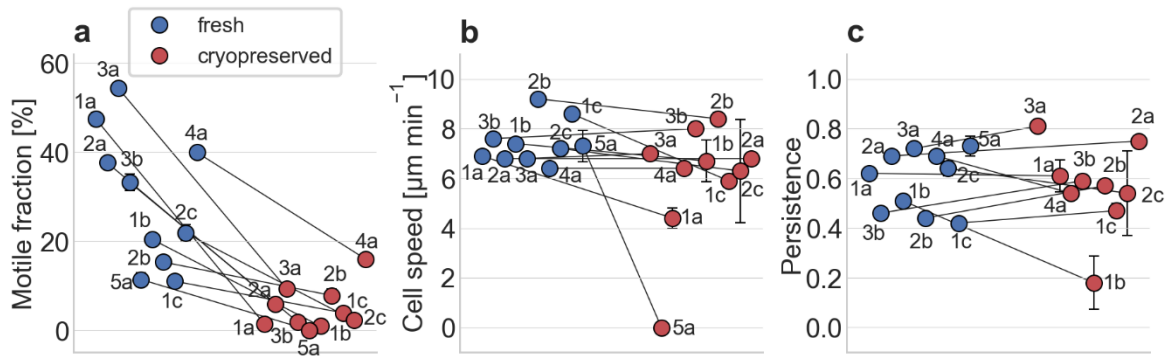 a
fresh
cryopreserved
Motile fraction [%]
60
40
20
0
3a
1a
2a
3b
4a
2c
1b
2b
5a
1c
3a
2a
2b
4a
1c
1a
3b
5a
1b
2c
b
Cell speed [µm min⁻¹]
10
8
6
4
2
0
2b
1c
3b
1b
2c
5a
1a
2a
3a
4a
3b
2b
3a
1b
2a
4a
1c
2c
1a
5a
c
Persistence
1.0
0.8
0.6
0.4
0.2
0.0
2a
3a
4a
5a
1a
2c
1b
3b
2b
1c
3a
2a
1a
3b
2b
4a
2c
1c
1b